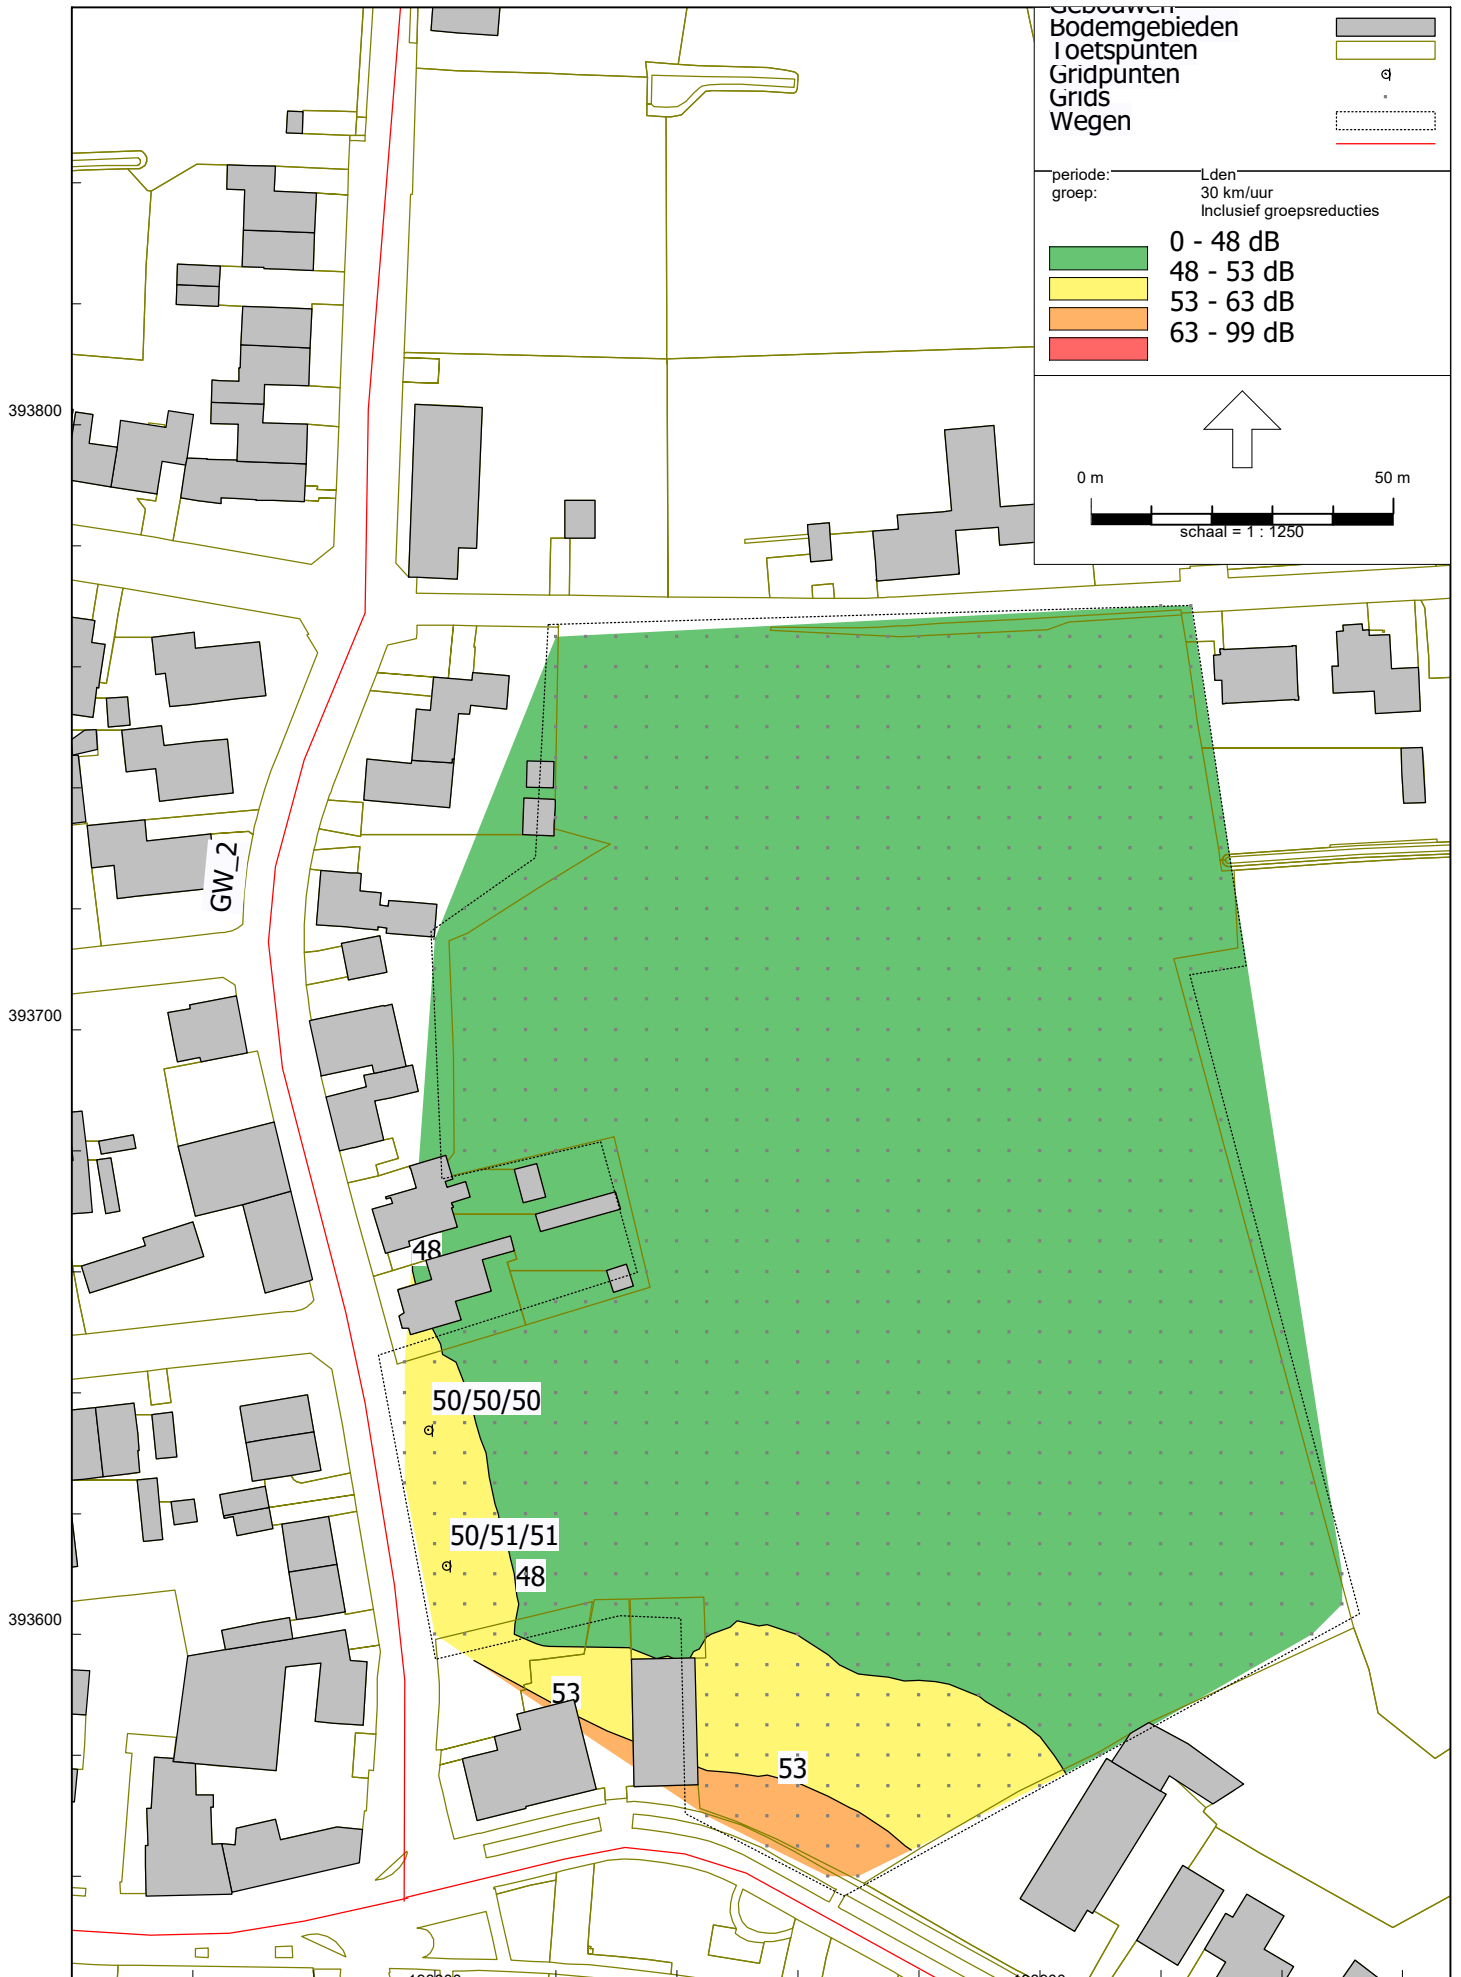 Gebouwen
Bodemgebieden
Toetspunten
Gridpunten
Grids
Wegen
periode: Lden
groep: 30 km/uur
Inclusief groepsreducties
0 - 48 dB
48 - 53 dB
53 - 63 dB
63 - 99 dB
0 m 50 m
schaal = 1 : 1250
393800
GW_2
393700
48
50/50/50
50/51/51
48
393600
53
53